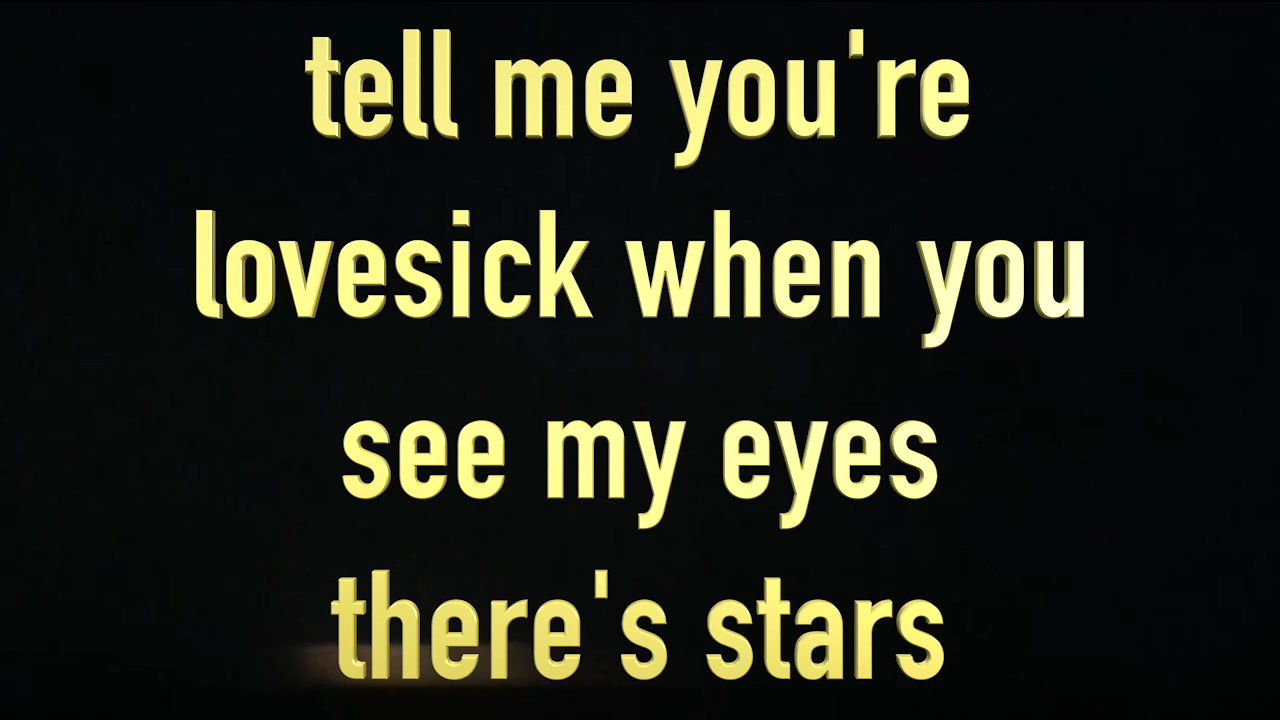 tell me you're
lovesick when you
see my eyes
there's stars